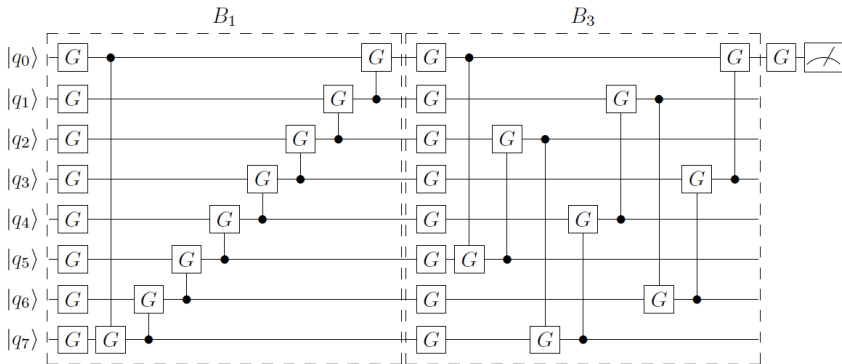 B₁ B₃
|q₀⟩ G G G G G
|q₁⟩ G G G G
|q₂⟩ G G G G
|q₃⟩ G G G G
|q₄⟩ G G G G
|q₅⟩ G G G G
|q₆⟩ G G G G
|q₇⟩ G G G G